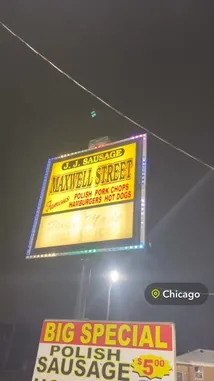 J. J. SAUSAGE
MAXWELL STREET
Famous POLISH PORK CHOPS
HAMBURGERS HOT DOGS
Chicago
BIG SPECIAL
POLISH
SAUSAGE
$5.00